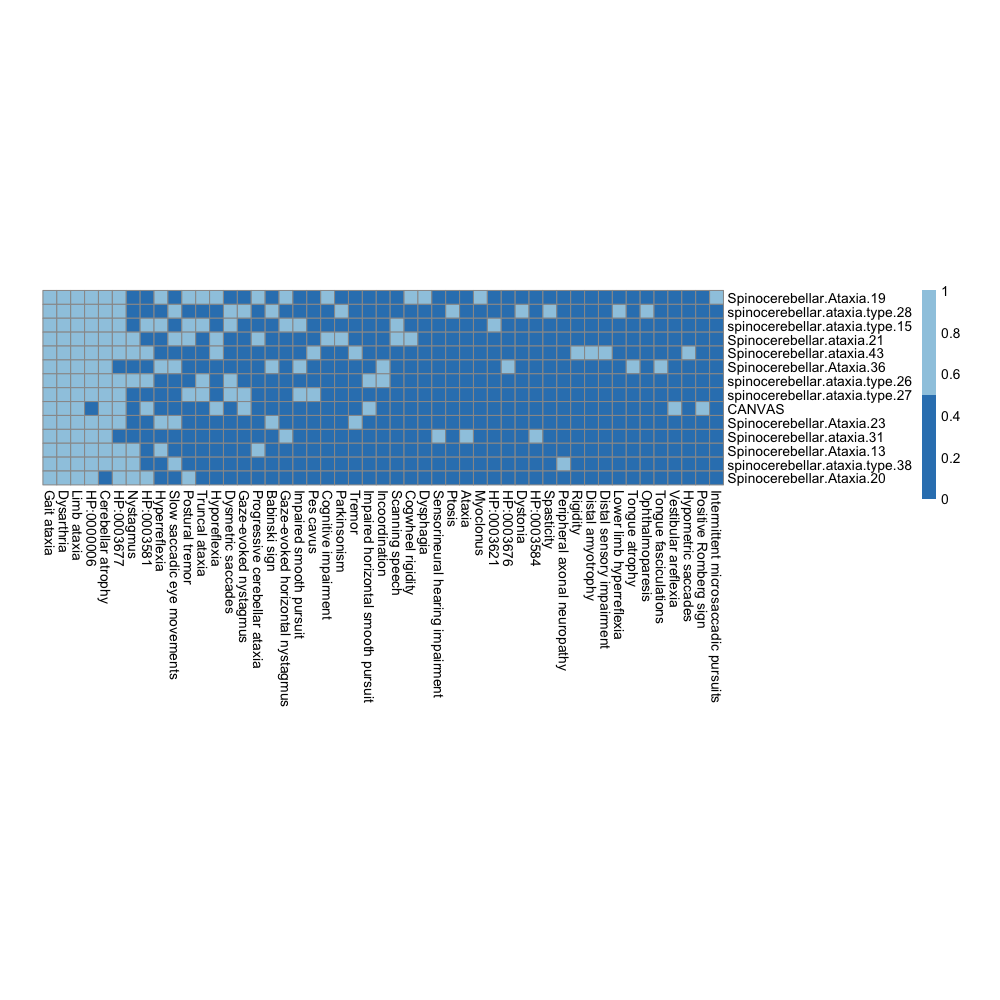 Spinocerebellar.Ataxia.19
spinocerebellar.ataxia.type.28
spinocerebellar.ataxia.type.15
Spinocerebellar.ataxia.21
Spinocerebellar.ataxia.43
Spinocerebellar.Ataxia.36
spinocerebellar.ataxia.type.26
spinocerebellar.ataxia.type.27
CANVAS
Spinocerebellar.Ataxia.23
Spinocerebellar.ataxia.31
Spinocerebellar.Ataxia.13
spinocerebellar.ataxia.type.38
Spinocerebellar.Ataxia.20
1
0.8
0.6
0.4
0.2
0
Gait ataxia
Dysarthria
Limb ataxia
HP:0000006
Cerebellar atrophy
HP:0003677
Nystagmus
HP:0003581
Hyperreflexia
Slow saccadic eye movements
Postural tremor
Truncal ataxia
Hyporeflexia
Dysmetric saccades
Gaze-evoked nystagmus
Progressive cerebellar ataxia
Babinski sign
Gaze-evoked horizontal nystagmus
Impaired smooth pursuit
Pes cavus
Cognitive impairment
Parkinsonism
Tremor
Impaired horizontal smooth pursuit
Incoordination
Scanning speech
Cogwheel rigidity
Dysphagia
Sensorineural hearing impairment
Ptosis
Ataxia
Myoclonus
HP:0003621
HP:0003676
Dystonia
HP:0003584
Spasticity
Peripheral axonal neuropathy
Rigidity
Distal amyotrophy
Distal sensory impairment
Lower limb hyperreflexia
Tongue atrophy
Ophthalmoparesis
Tongue fasciculations
Vestibular areflexia
Hypometric saccades
Positive Romberg sign
Intermittent microsaccadic pursuits